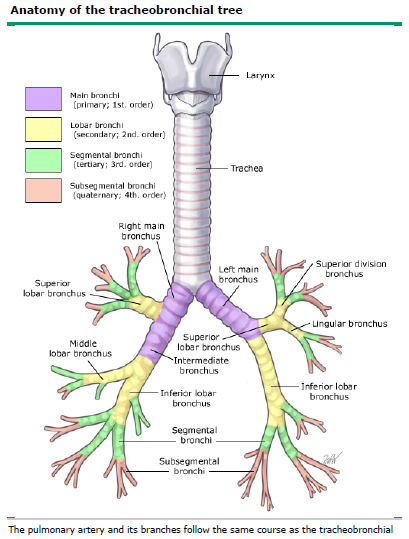 Anatomy of the tracheobronchial tree
Larynx
Main bronchi
(primary; 1st. order)
Lobar bronchi
(secondary; 2nd. order)
Segmental bronchi
(tertiary; 3rd. order)
Subsegmental bronchi
(quaternary; 4th. order)
Trachea
Right main
bronchus
Left main
bronchus
Superior division
bronchus
Superior
lobar bronchus
Lingular bronchus
Superior
lobar bronchus
Middle
lobar bronchus
Intermediate
bronchus
Inferior lobar
bronchus
Inferior lobar
bronchus
Segmental
bronchi
Subsegmental
bronchi
The pulmonary artery and its branches follow the same course as the tracheobronchial